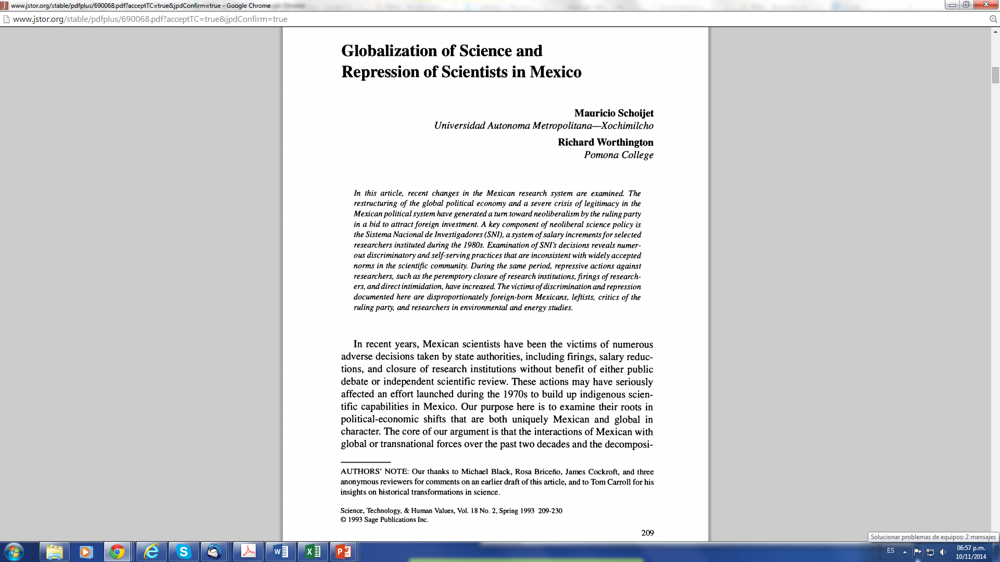 www.jstor.org/stable/pdfplus/690068.pdf?acceptTC=true&jpdConfirm=true - Google Chrome
www.jstor.org/stable/pdfplus/690068.pdf?acceptTC=true&jpdConfirm=true
Globalization of Science and
Repression of Scientists in Mexico
Mauricio Schoijet
Universidad Autonoma Metropolitana—Xochimilcho
Richard Worthington
Pomona College
In this article, recent changes in the Mexican research system are examined. The
restructuring of the global political economy and a severe crisis of legitimacy in the
Mexican political system have generated a turn toward neoliberalism by the ruling party
in a bid to attract foreign investment. A key component of neoliberal science policy is
the Sistema Nacional de Investigadores (SNI), a system of salary increments for selected
researchers instituted during the 1980s. Examination of SNI's decisions reveals numer-
ous discriminatory and self-serving practices that are inconsistent with widely accepted
norms in the scientific community. During the same period, repressive actions against
researchers, such as the peremptory closure of research institutions, firings of research-
ers, and direct intimidation, have increased. The victims of discrimination and repression
documented here are disproportionately foreign-born Mexicans, leftists, critics of the
ruling party, and researchers in environmental and energy studies.
In recent years, Mexican scientists have been the victims of numerous
adverse decisions taken by state authorities, including firings, salary reduc-
tions, and closure of research institutions without benefit of either public
debate or independent scientific review. These actions may have seriously
affected an effort launched during the 1970s to build up indigenous scien-
tific capabilities in Mexico. Our purpose here is to examine their roots in
political-economic shifts that are both uniquely Mexican and global in
character. The core of our argument is that the interactions of Mexican with
global or transnational forces over the past two decades and the decomposi-
AUTHORS' NOTE: Our thanks to Michael Black, Rosa Briceño, James Cockroft, and three
anonymous reviewers for comments on an earlier draft of this article, and to Tom Carroll for his
insights on historical transformations in science.
Science, Technology, & Human Values, Vol. 18 No. 2, Spring 1993 209-230
© 1993 Sage Publications Inc.
209
Solucionar problemas de equipos: 2 mensajes
ES
06:57 p.m.
10/11/2014